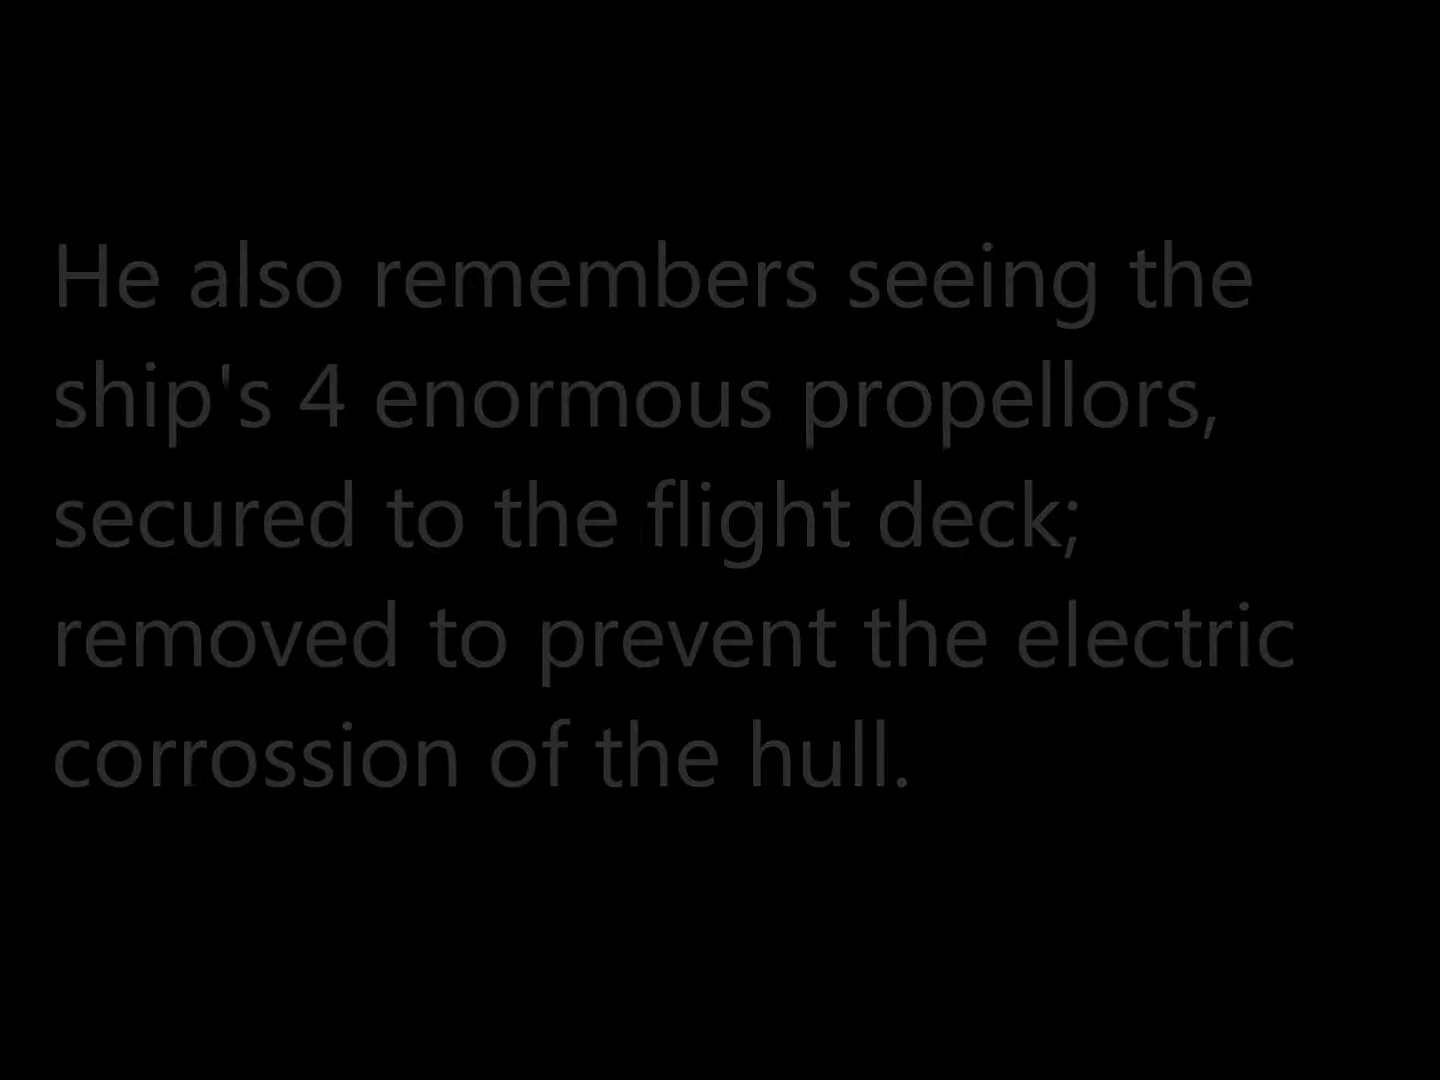 He also remembers seeing the
ship's 4 enormous propellors,
secured to the flight deck;
removed to prevent the electric
corrossion of the hull.